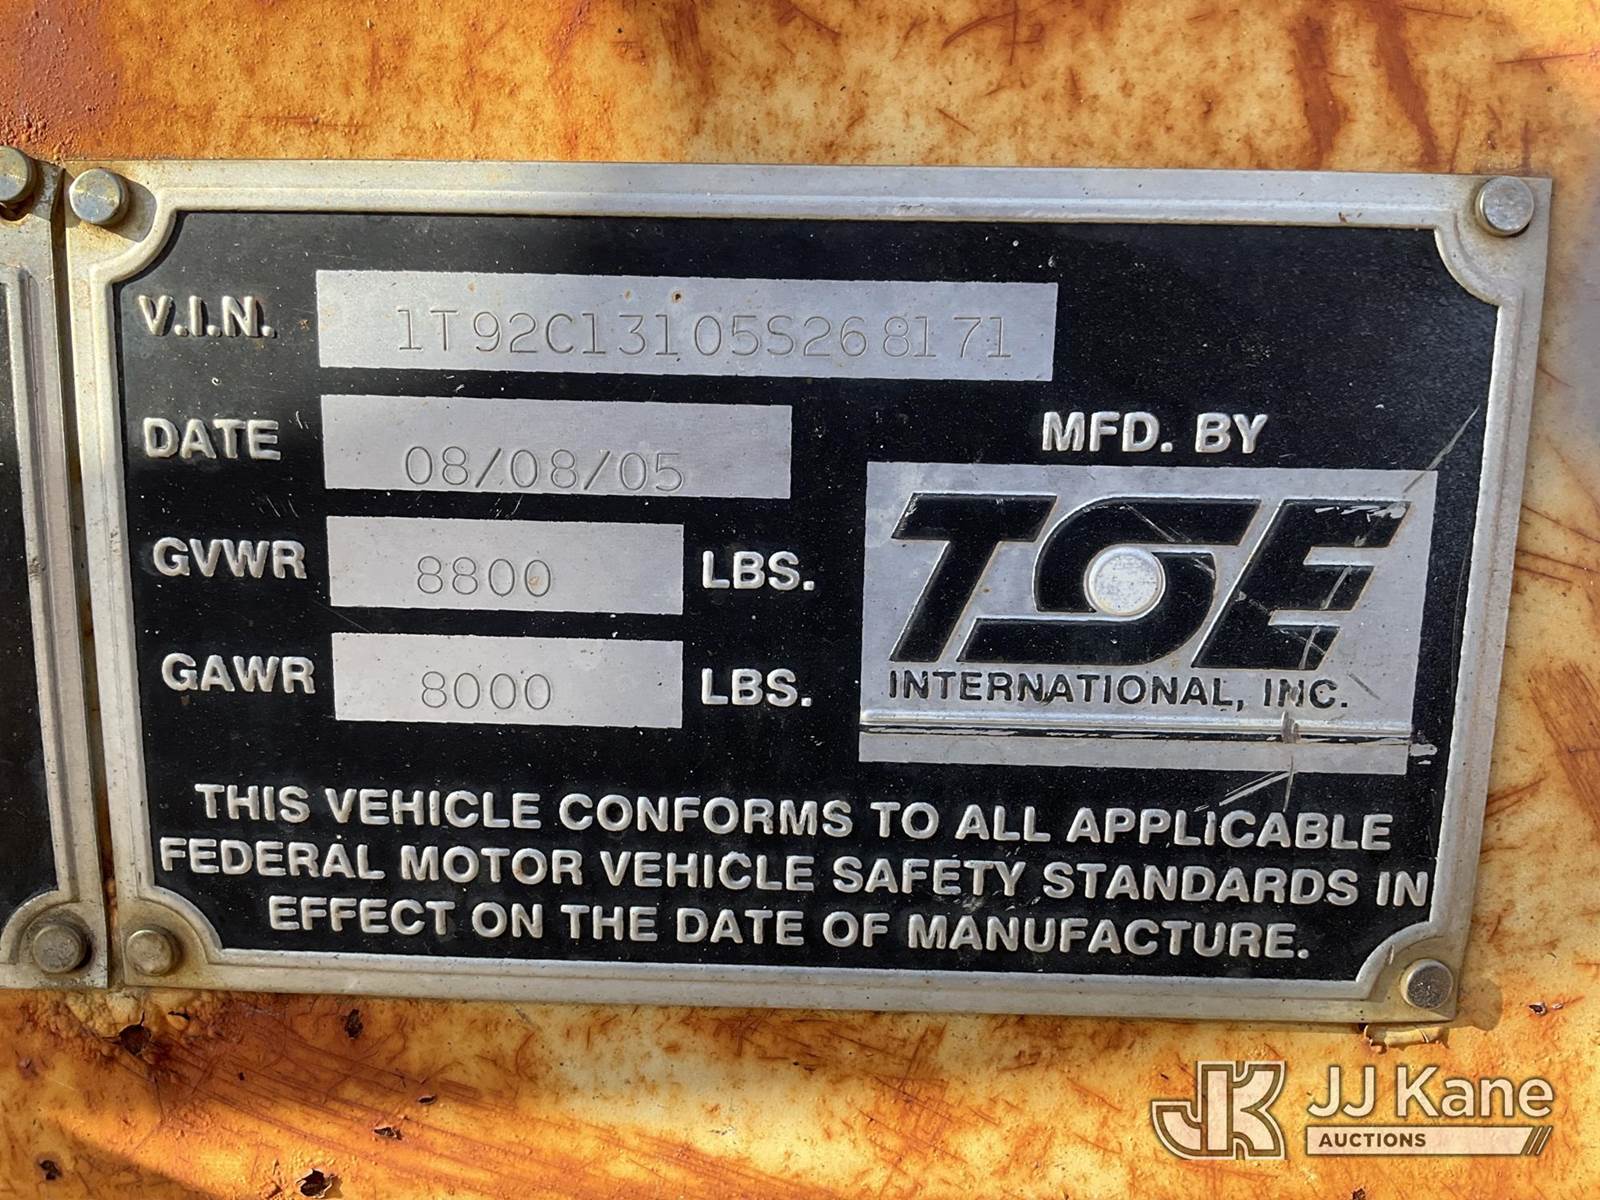 V.I.N. 1T92C13105S268171
DATE 08/08/05
GVWR 8800 LBS.
GAWR 8000 LBS.
MFD. BY
TSE
INTERNATIONAL, INC.
THIS VEHICLE CONFORMS TO ALL APPLICABLE
FEDERAL MOTOR VEHICLE SAFETY STANDARDS IN
EFFECT ON THE DATE OF MANUFACTURE.
JK JJ Kane
AUCTIONS